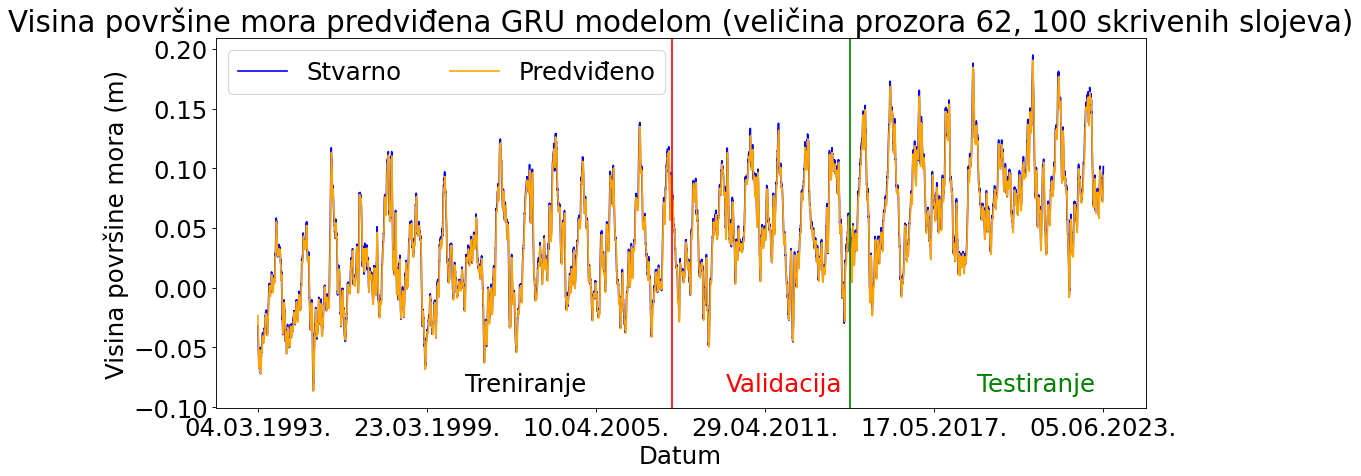 Visina površine mora predviđena GRU modelom (veličina prozora 62, 100 skrivenih slojeva)
Stvarno
Predviđeno
Visina površine mora (m)
0.20
0.15
0.10
0.05
0.00
−0.05
−0.10
Treniranje
Validacija
Testiranje
04.03.1993.
23.03.1999.
10.04.2005.
29.04.2011.
17.05.2017.
05.06.2023.
Datum